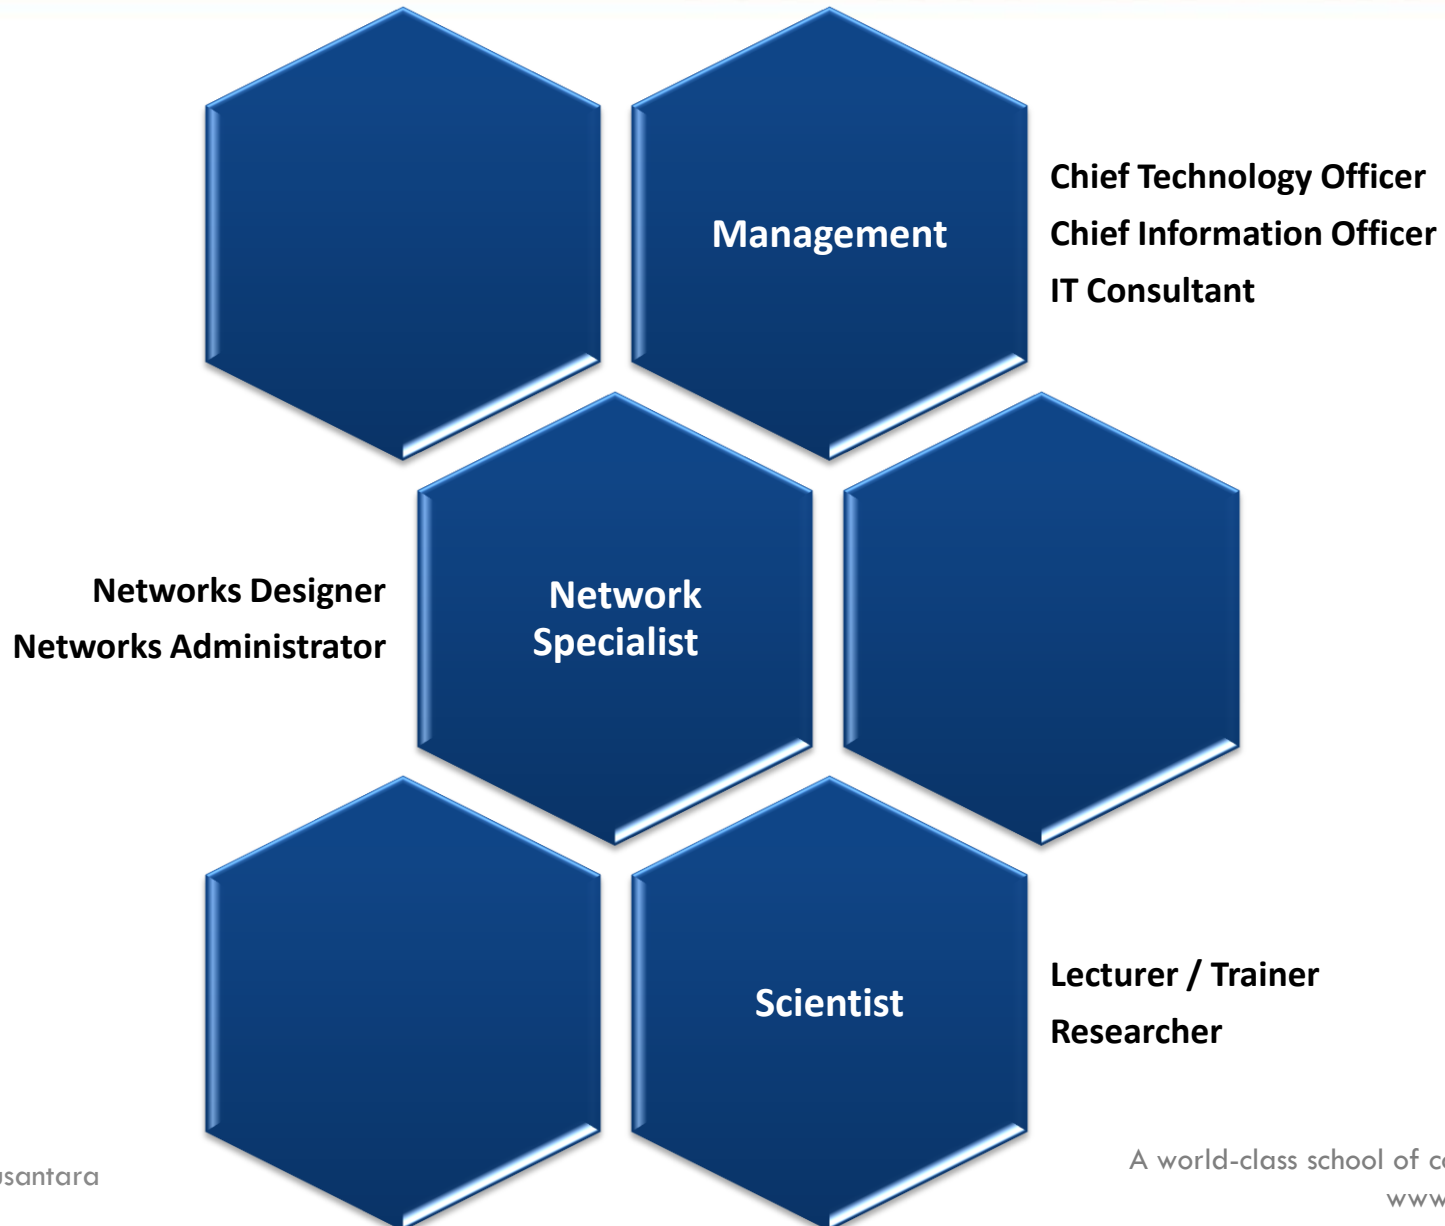 Management
Chief Technology Officer
Chief Information Officer
IT Consultant
Networks Designer
Networks Administrator
Network
Specialist
Scientist
Lecturer / Trainer
Researcher
A world-class school of
www